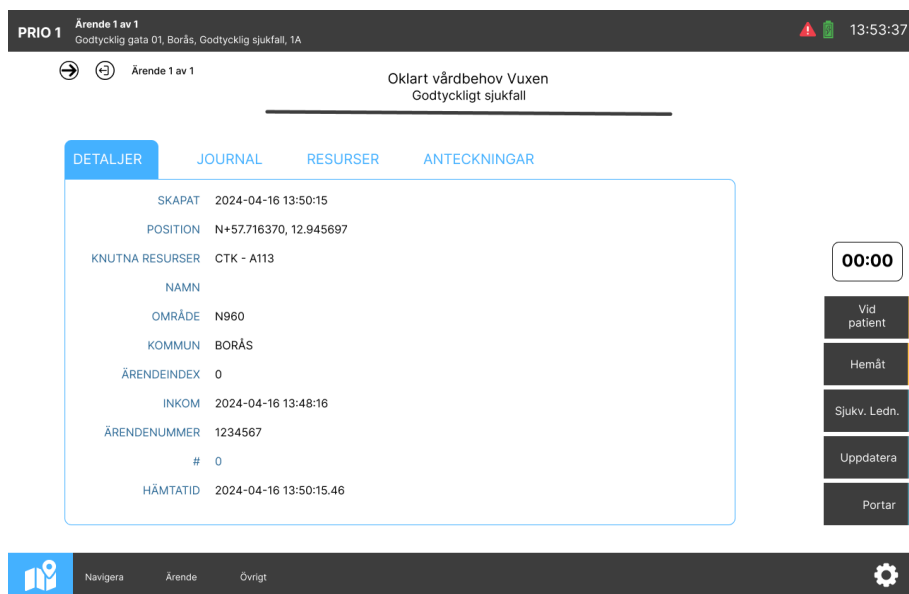 PRIO 1
Ärende 1 av 1
Godtycklig gata 01, Borås, Godtycklig sjukfall, 1A
13:53:37
Ärende 1 av 1
Oklart vårdbehov Vuxen
Godtyckligt sjukfall
DETALJER JOURNAL RESURSER ANTECKNINGAR
SKAPAT 2024-04-16 13:50:15
POSITION N+57.716370, 12.945697
KNUTNA RESURSER CTK - A113
NAMN
OMRÅDE N960
KOMMUN BORÅS
ÄRENDEINDEX 0
INKOM 2024-04-16 13:48:16
ÄRENDENUMMER 1234567
# 0
HÄMTATID 2024-04-16 13:50:15.46
00:00
Vid
patient
Hemåt
Sjukv. Ledn.
Uppdatera
Portar
Navigera Ärende Övrigt